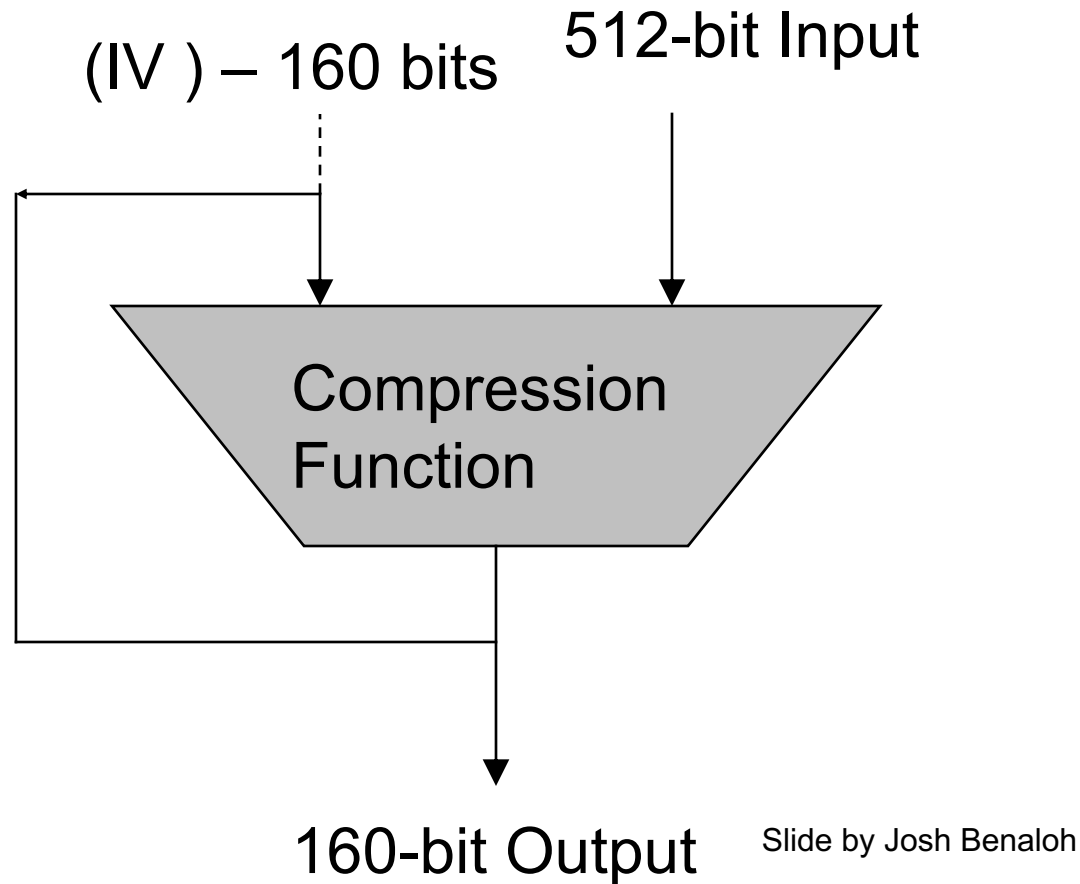 (IV ) – 160 bits
512-bit Input
Compression
Function
160-bit Output
Slide by Josh Benaloh